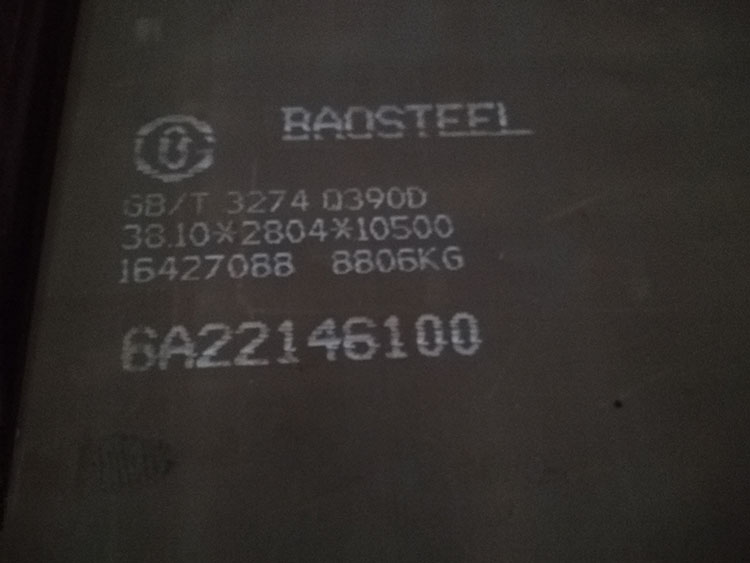 BAOSTEEL
GB/T 3274 Q390D
38.10*2804*10500
16427088 8806KG
6A22146100